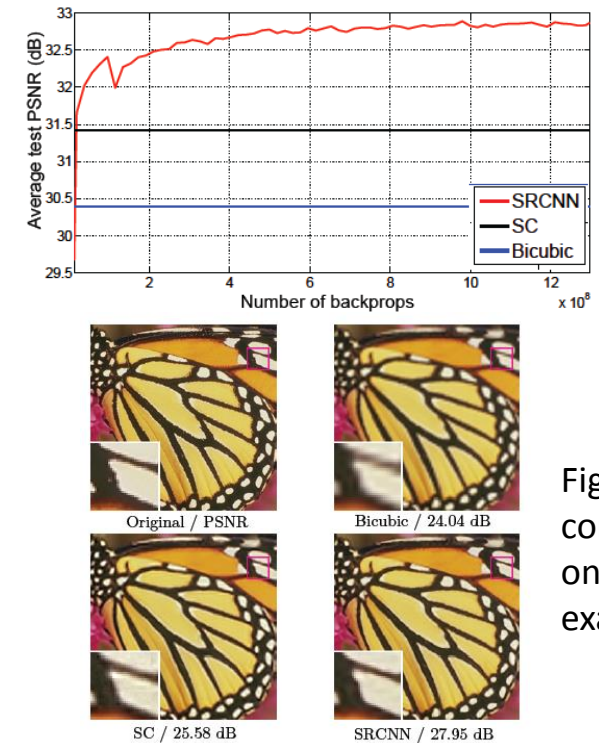 33
32.5
32
31.5
31
30.5
30
29.5
Average test PSNR (dB)
SRCNN
SC
Bicubic
2 4 6 8 10 12
Number of backprops
x 10⁸
Original / PSNR
Bicubic / 24.04 dB
SC / 25.58 dB
SRCNN / 27.95 dB
Fig
co
on
exa